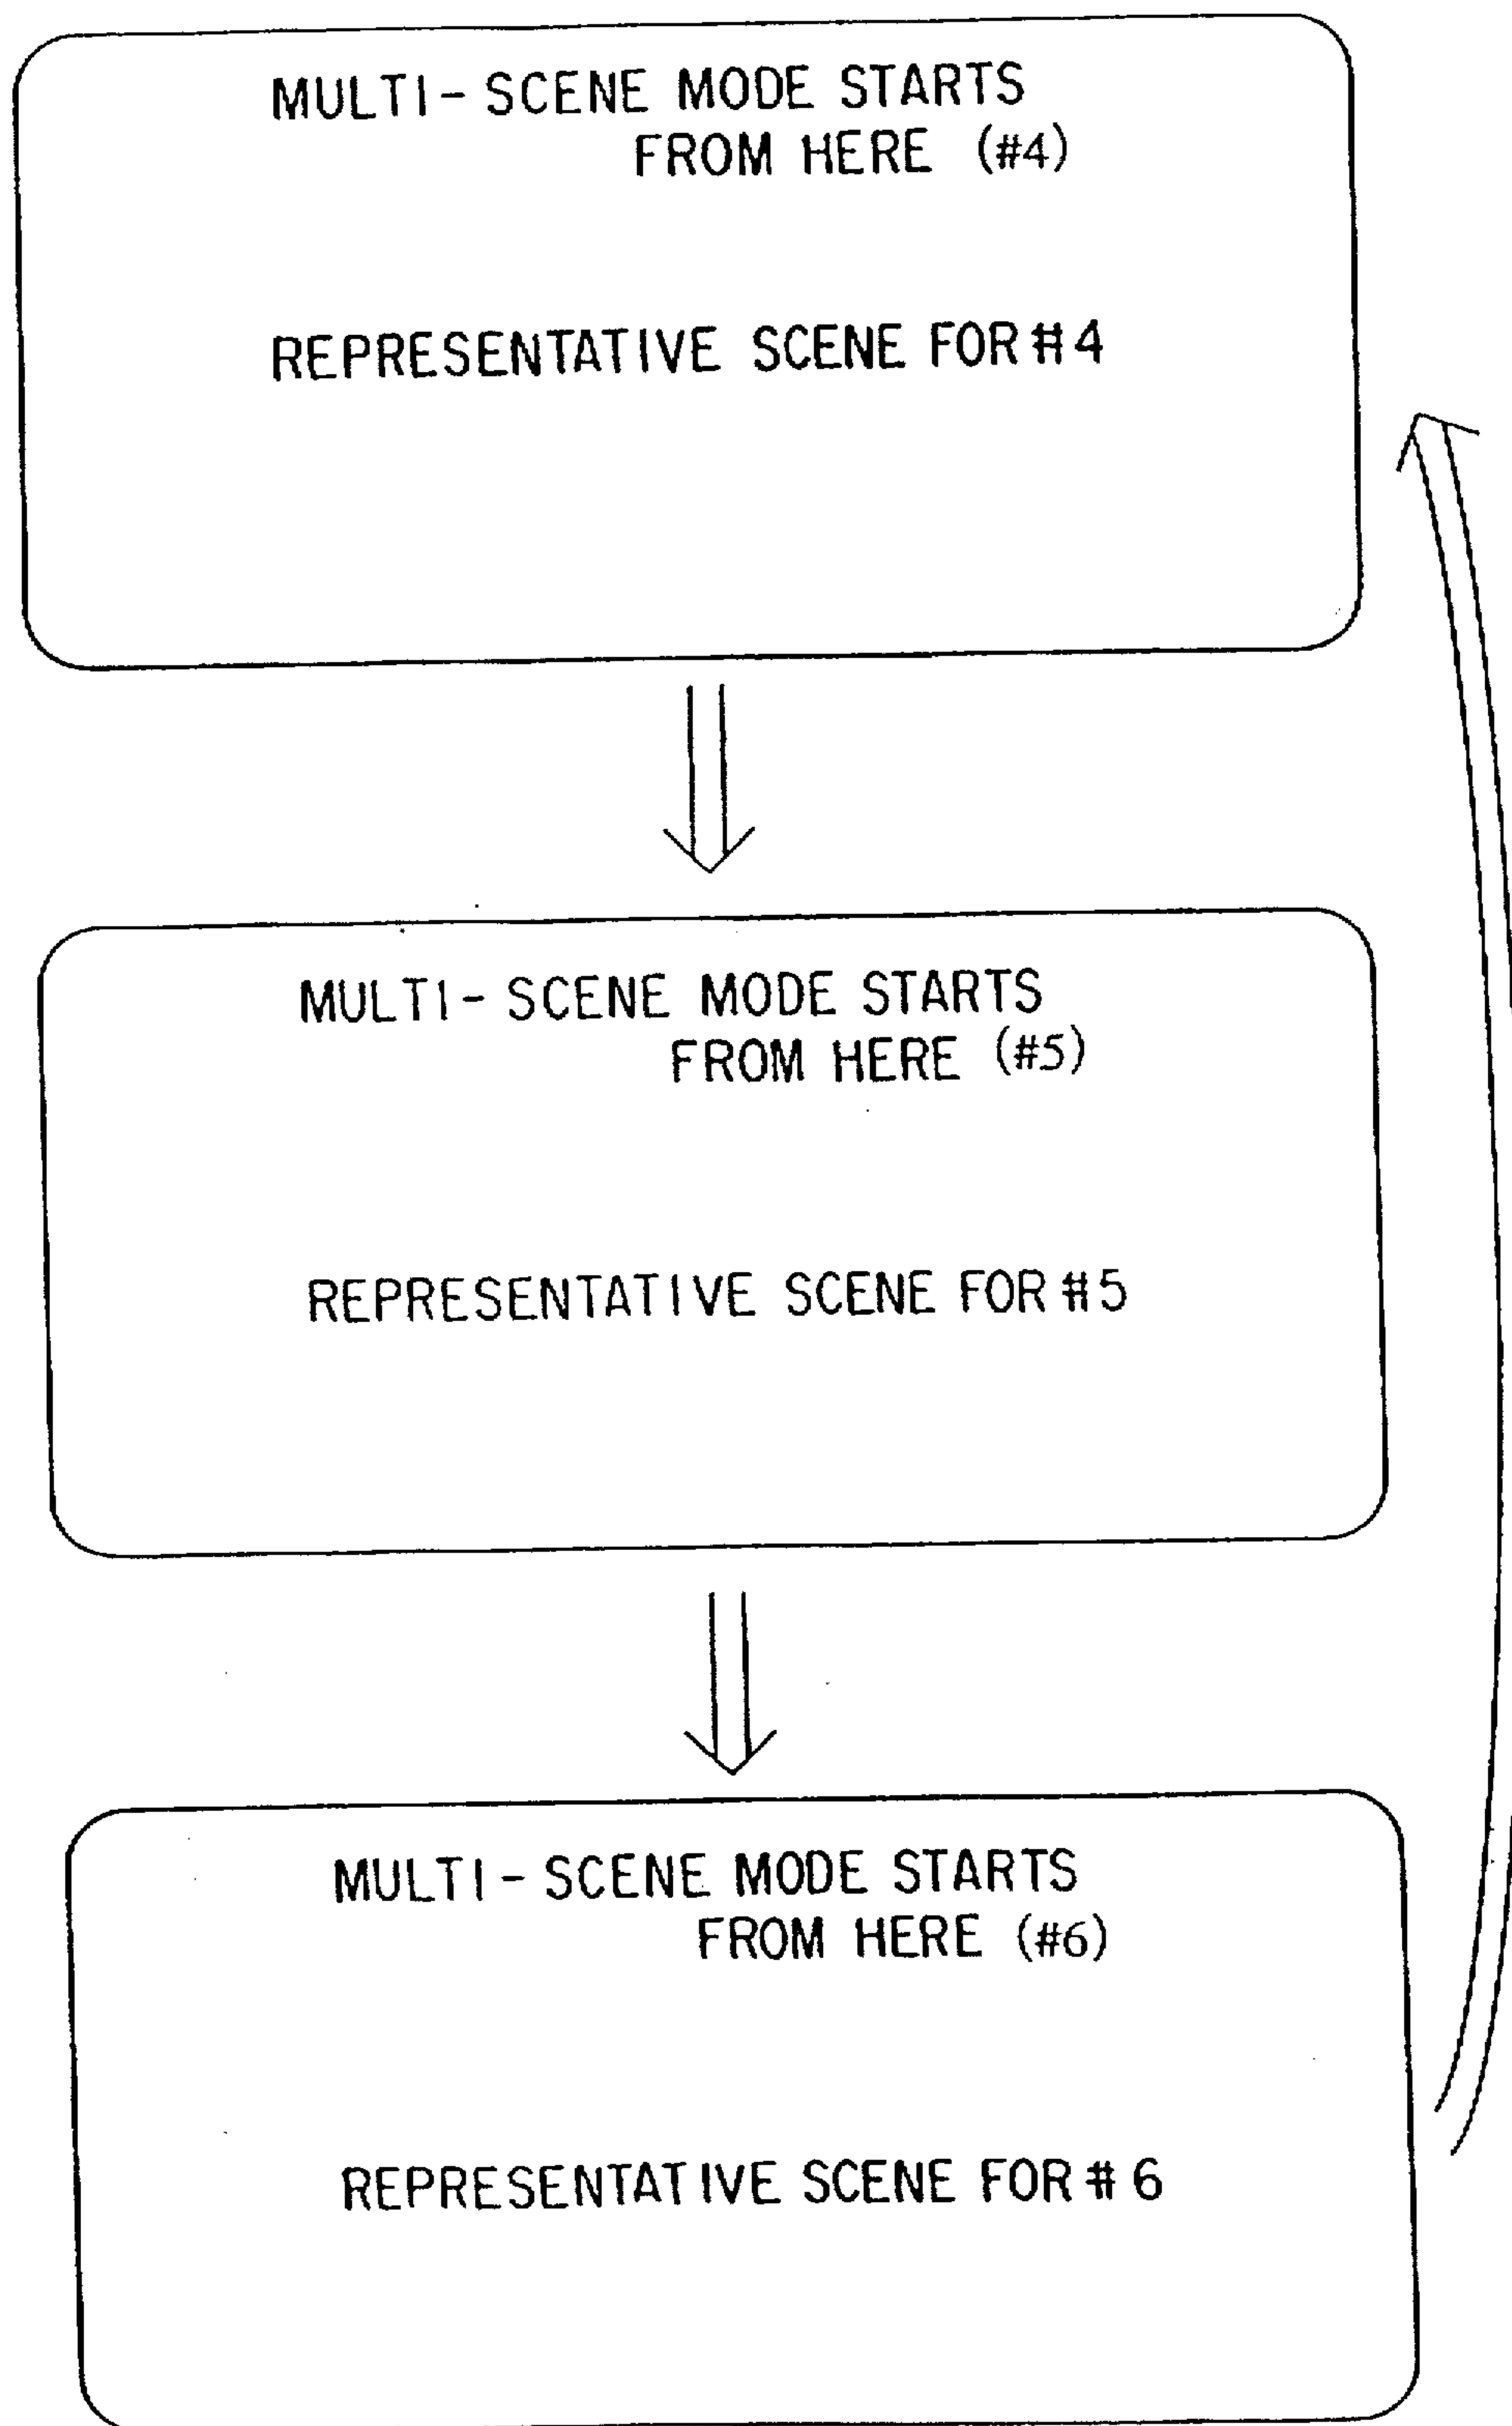 MULTI-SCENE MODE STARTS
FROM HERE (#4)
REPRESENTATIVE SCENE FOR #4
MULTI-SCENE MODE STARTS
FROM HERE (#5)
REPRESENTATIVE SCENE FOR #5
MULTI-SCENE MODE STARTS
FROM HERE (#6)
REPRESENTATIVE SCENE FOR #6